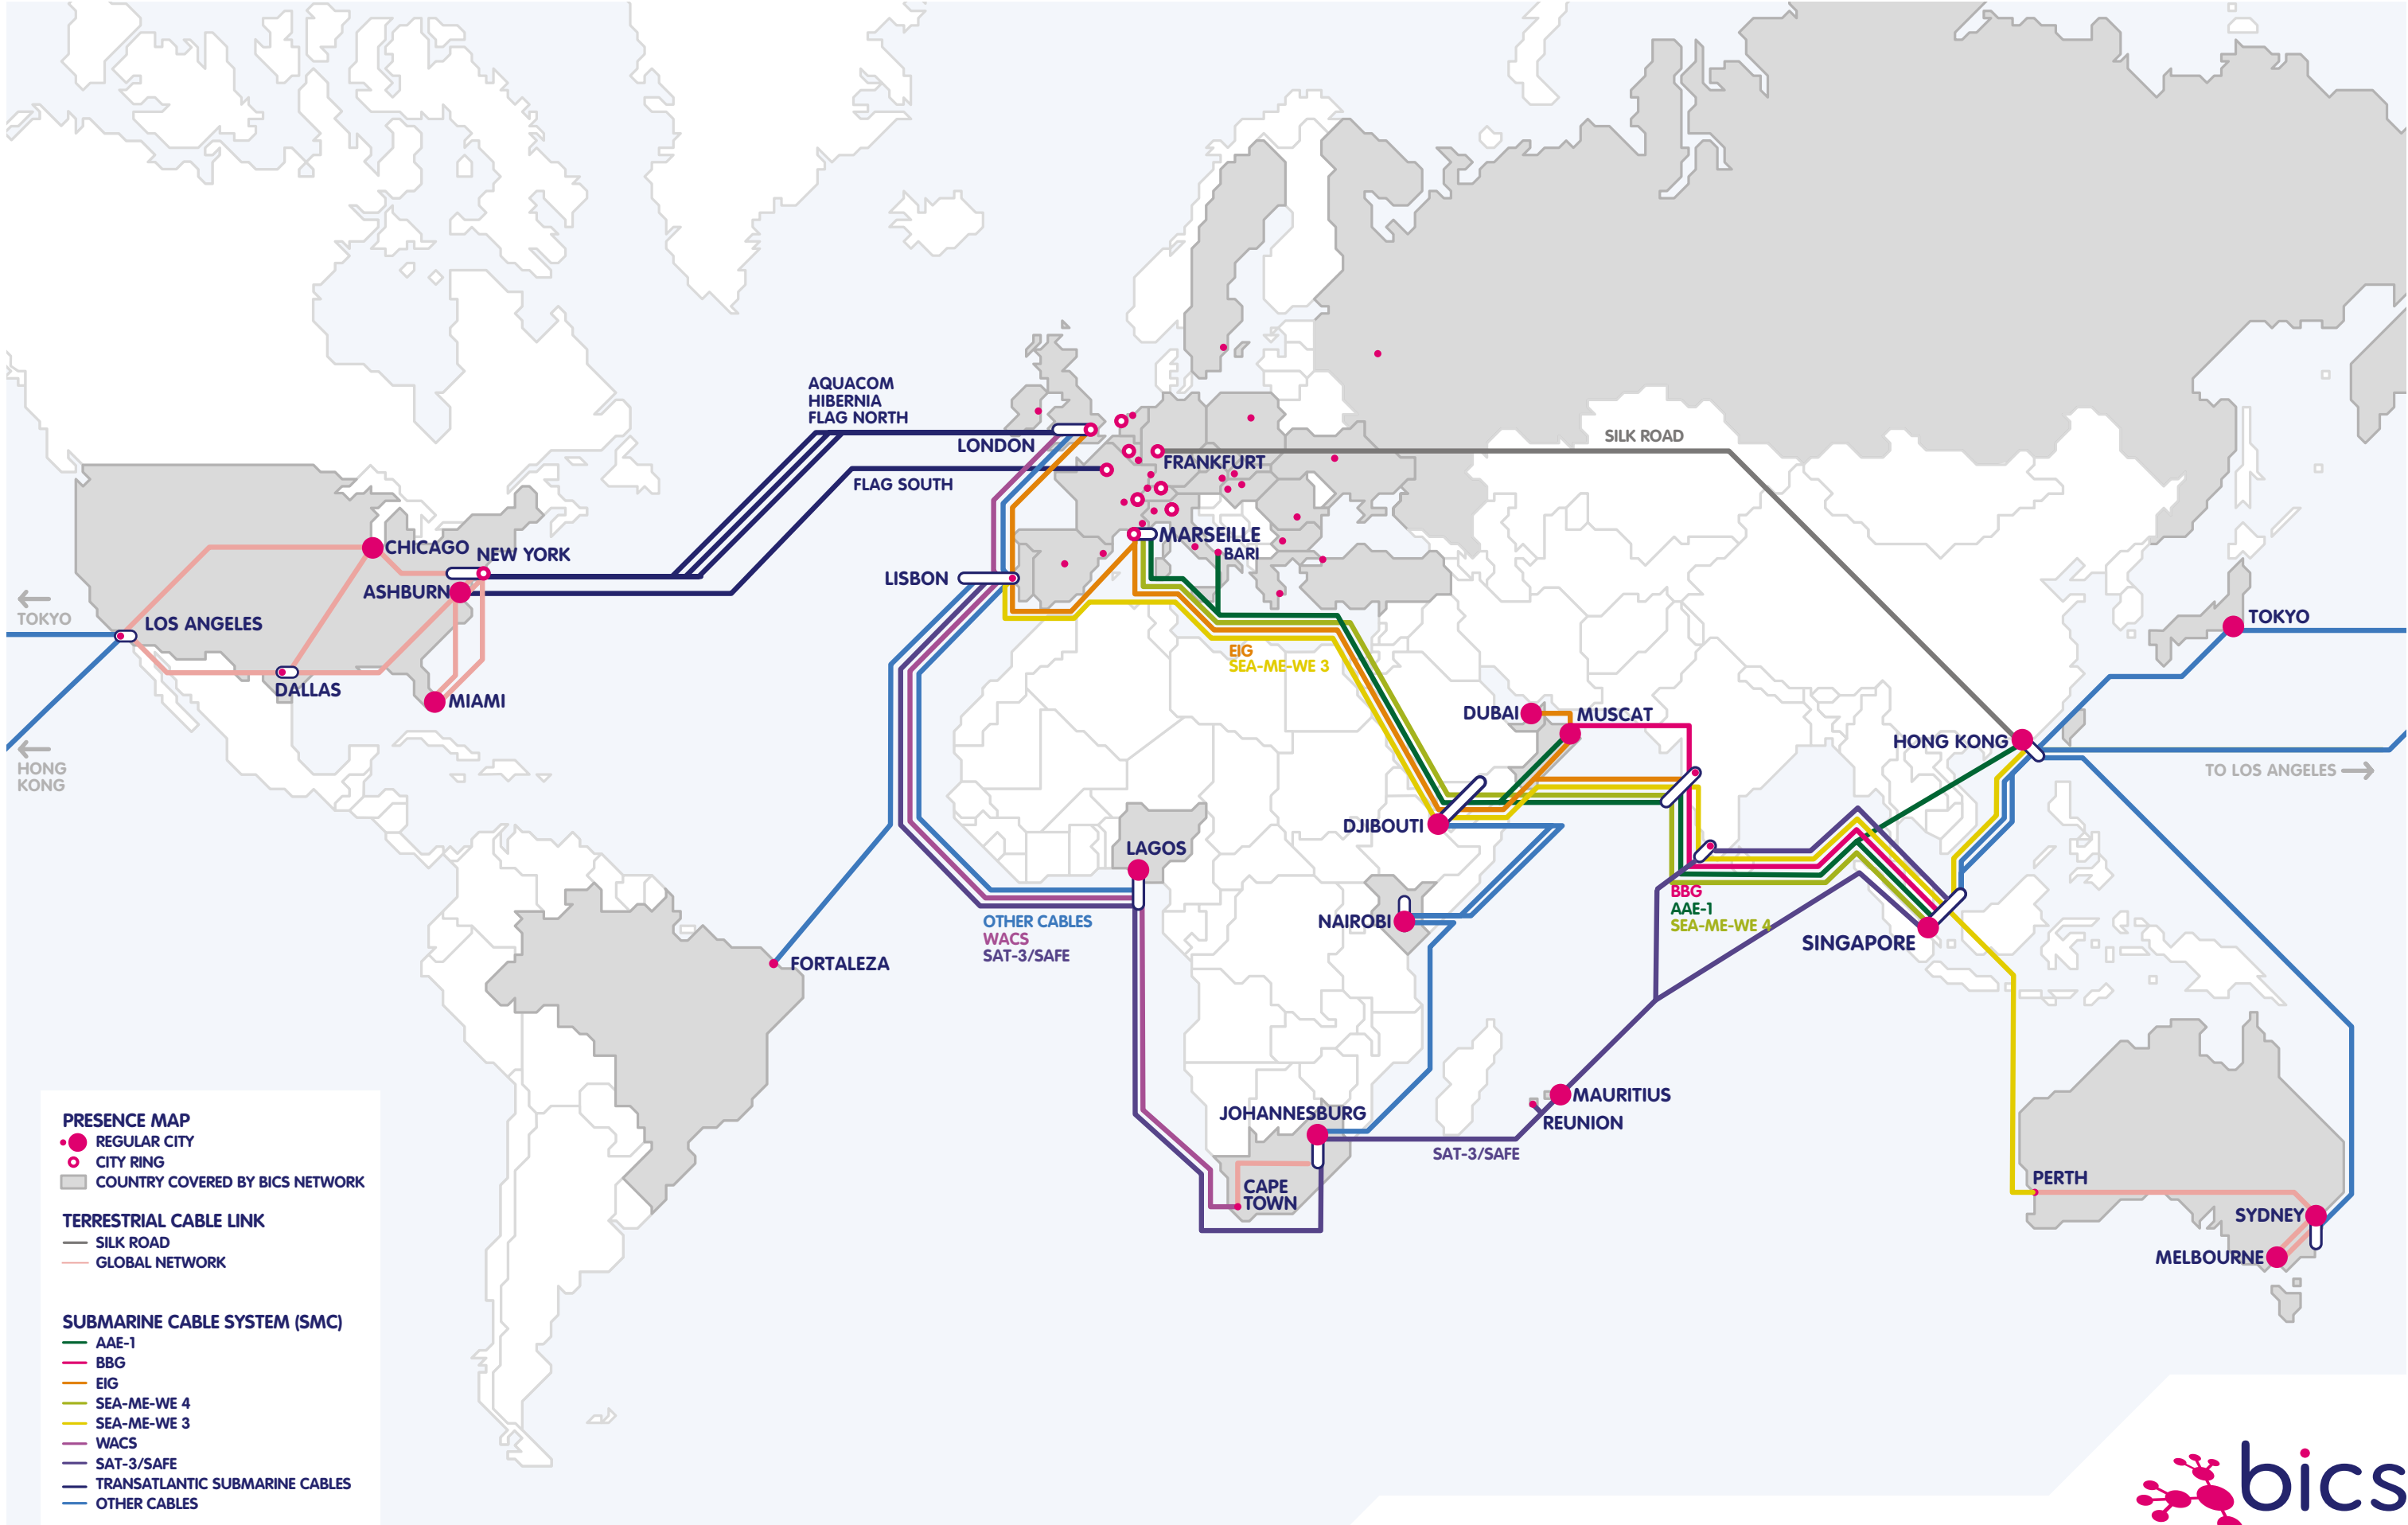 AQUACOM
HIBERNIA
FLAG NORTH
LONDON
FLAG SOUTH
FRANKFURT
SILK ROAD
MARSEILLE
BARI
LISBON
CHICAGO
NEW YORK
ASHBURN
LOS ANGELES
DALLAS
MIAMI
TOKYO
HONG
KONG
EIG
SEA-ME-WE 3
DUBAI
MUSCAT
DJIBOUTI
TOKYO
HONG KONG
TO LOS ANGELES
LAGOS
OTHER CABLES
WACS
SAT-3/SAFE
NAIROBI
BBG
AAE-1
SEA-ME-WE 4
SINGAPORE
FORTALEZA
MAURITIUS
REUNION
JOHANNESBURG
SAT-3/SAFE
CAPE
TOWN
PERTH
SYDNEY
MELBOURNE
PRESENCE MAP
REGULAR CITY
CITY RING
COUNTRY COVERED BY BICS NETWORK
TERRESTRIAL CABLE LINK
SILK ROAD
GLOBAL NETWORK
SUBMARINE CABLE SYSTEM (SMC)
AAE-1
BBG
EIG
SEA-ME-WE 4
SEA-ME-WE 3
WACS
SAT-3/SAFE
TRANSATLANTIC SUBMARINE CABLES
OTHER CABLES
bics